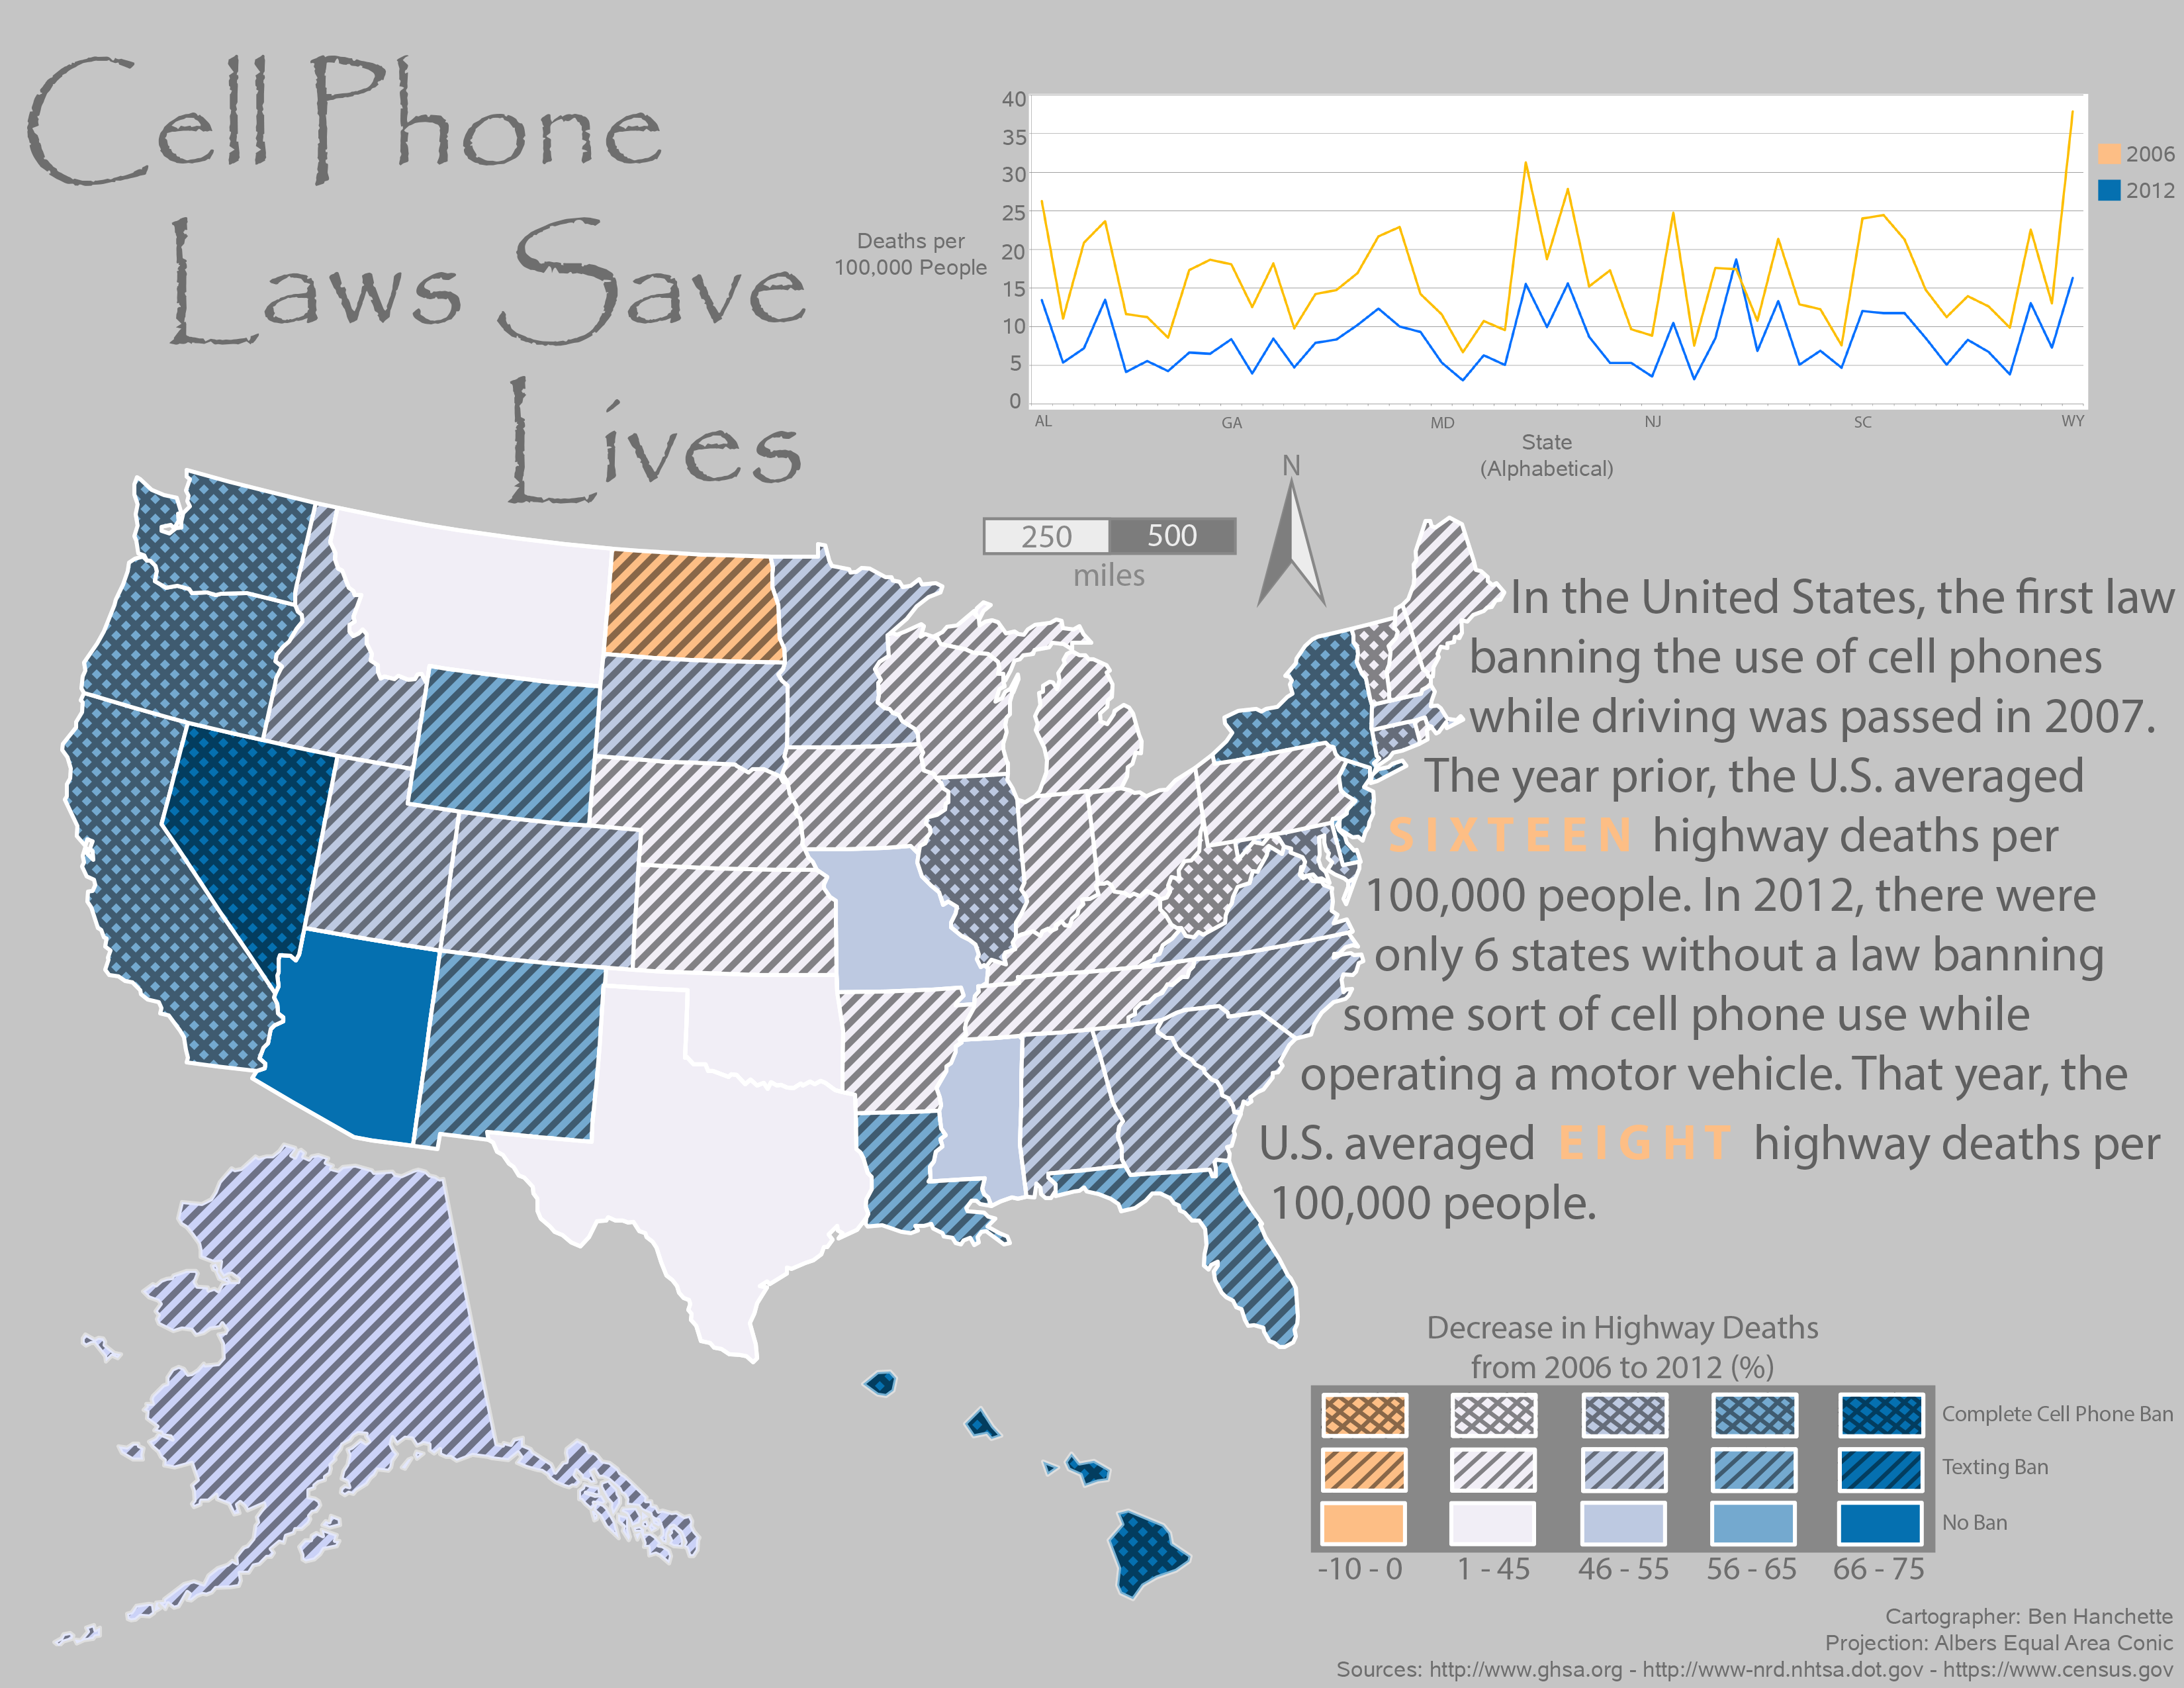 Cell Phone
Laws Save
Lives
40
35
30
25
20
15
10
5
0
Deaths per
100,000 People
AL GA MD NJ SC WY
State
(Alphabetical)
2006
2012
N
250 500
miles
In the United States, the first law
banning the use of cell phones
while driving was passed in 2007.
The year prior, the U.S. averaged
SIXTEEN highway deaths per
100,000 people. In 2012, there were
only 6 states without a law banning
some sort of cell phone use while
operating a motor vehicle. That year, the
U.S. averaged EIGHT highway deaths per
100,000 people.
Decrease in Highway Deaths
from 2006 to 2012 (%)
Complete Cell Phone Ban
Texting Ban
No Ban
-10 - 0 1 - 45 46 - 55 56 - 65 66 - 75
Cartographer: Ben Hanchette
Projection: Albers Equal Area Conic
Sources: http://www.ghsa.org - http://www-nrd.nhtsa.dot.gov - https://www.census.gov